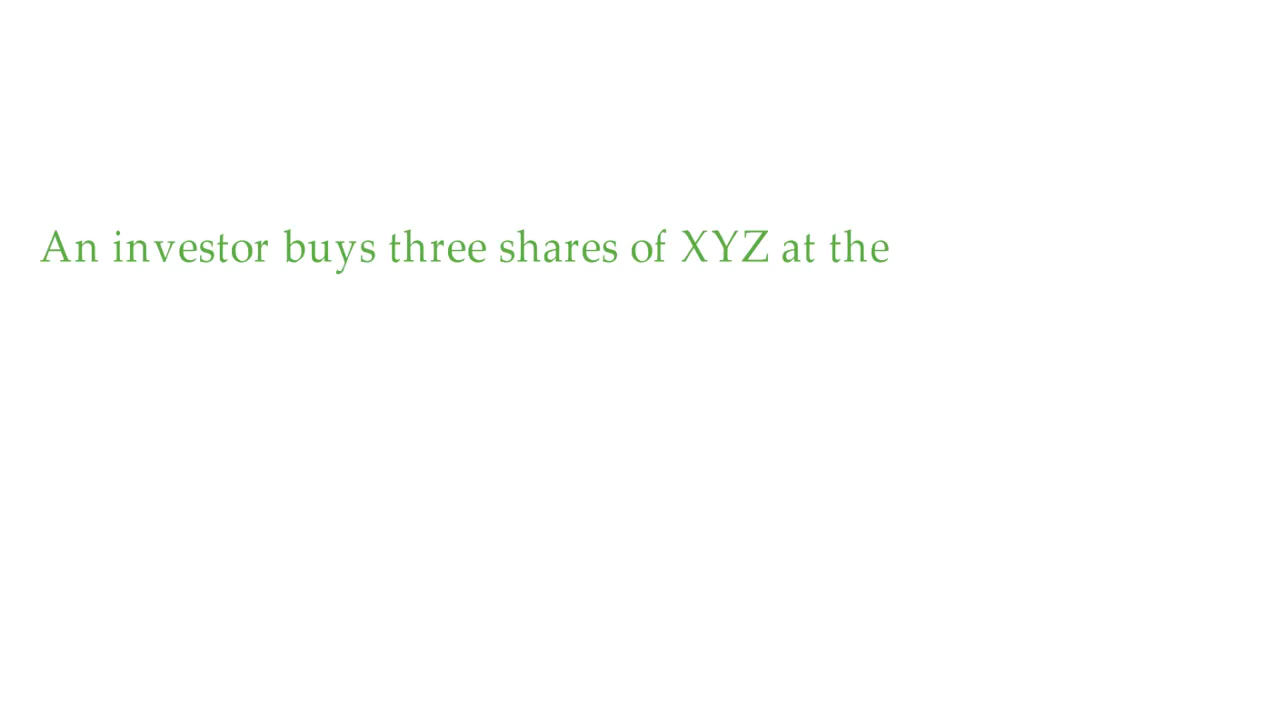 An investor buys three shares of XYZ at the